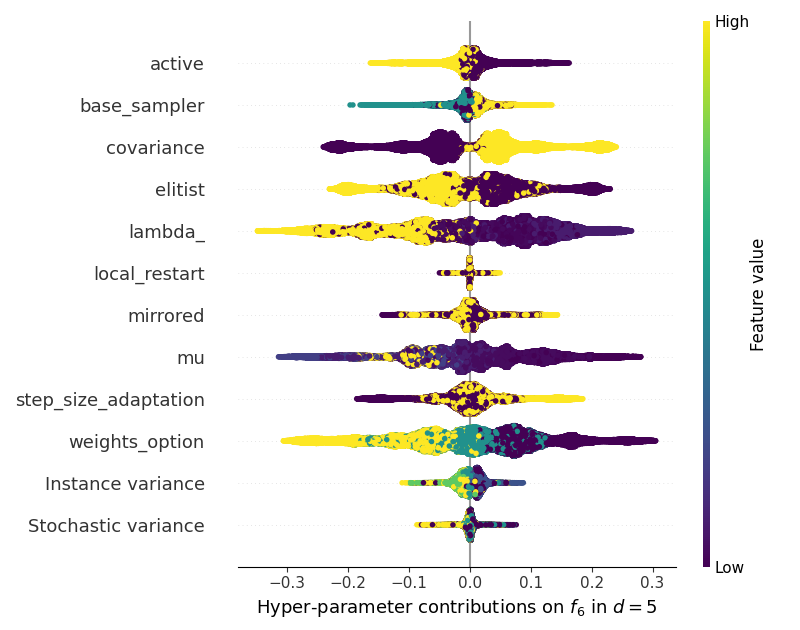 High
active
base_sampler
covariance
elitist
lambda_
local_restart
mirrored
mu
step_size_adaptation
weights_option
Instance variance
Stochastic variance
Feature value
Low
−0.3 −0.2 −0.1 0.0 0.1 0.2 0.3
Hyper-parameter contributions on f₆ in d = 5